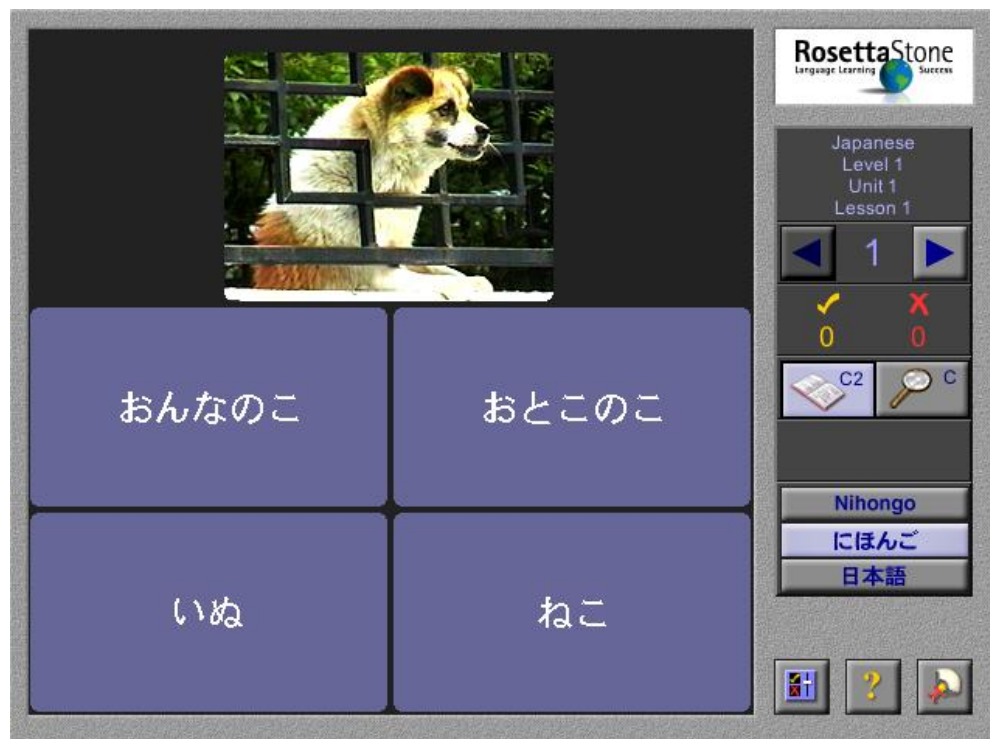 RosettaStone
Language Learning Success
Japanese
Level 1
Unit 1
Lesson 1
1
0 0
C2 C
おんなのこ おとこのこ
いぬ ねこ
Nihongo
にほんご
日本語
?